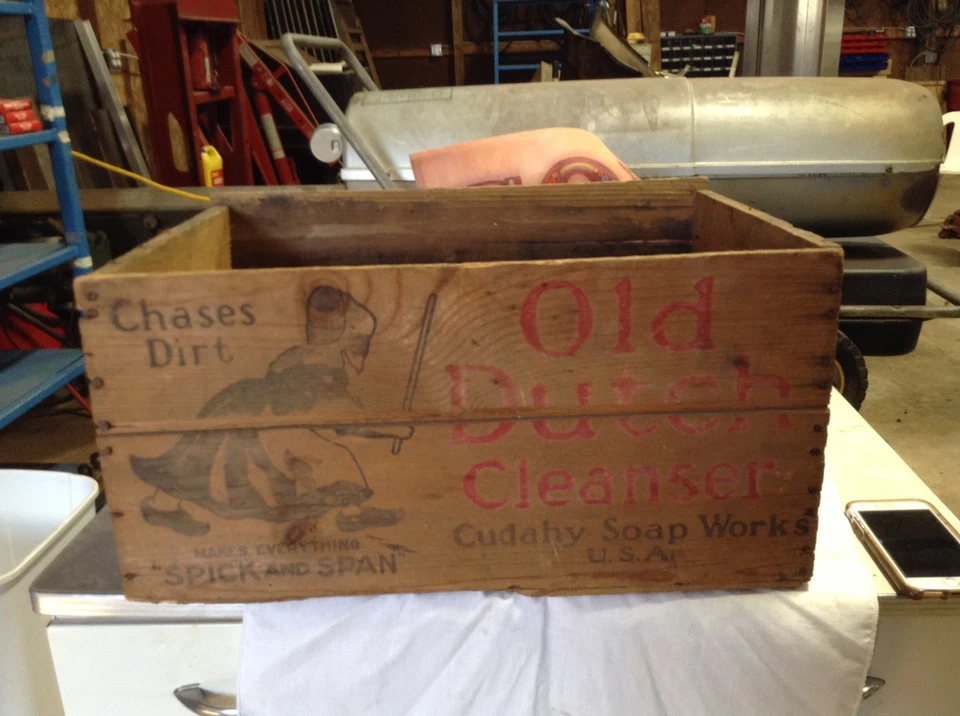 Chases
Dirt
MAKES EVERYTHING
"SPICK AND SPAN"
Old
Dutch
Cleanser
Cudahy Soap Works
U.S.A.